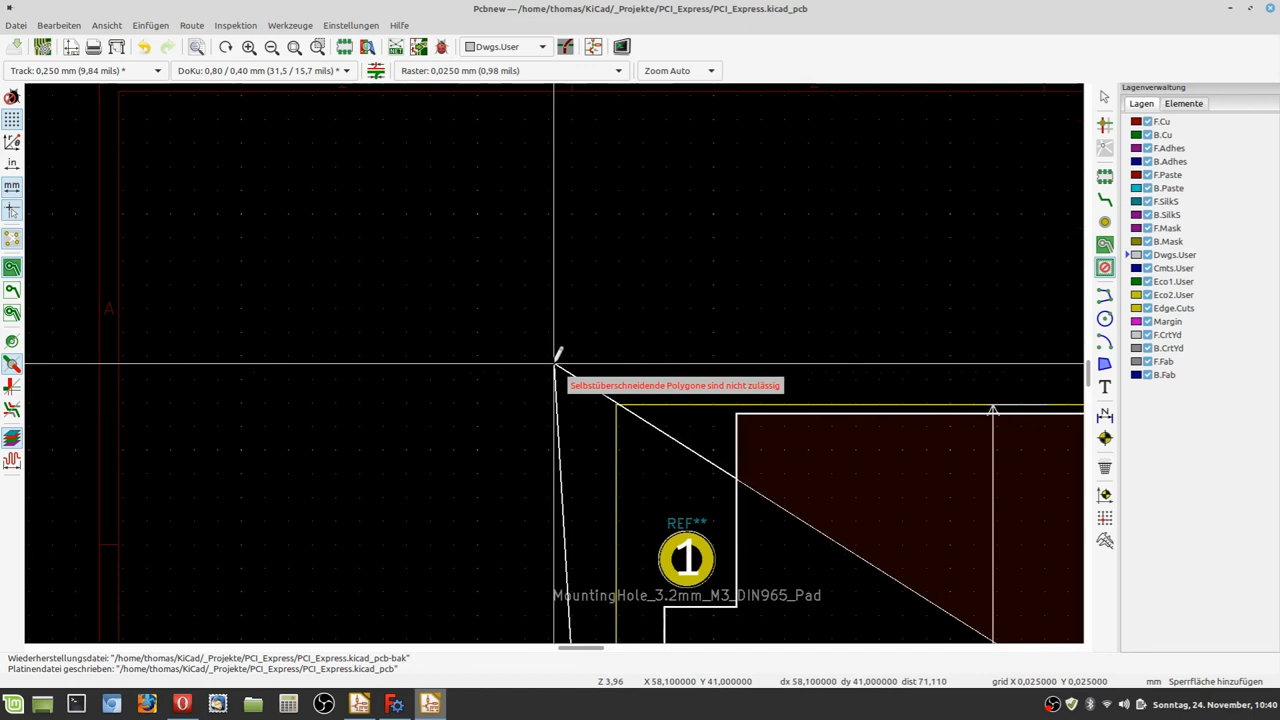 Pcbnew — /home/thomas/KiCad/_Projekte/PCI_Express/PCI_Express.kicad_pcb
Datei Bearbeiten Ansicht Einfügen Route Inspektion Werkzeuge Einstellungen Hilfe
Dwgs.User
Track: 0,250 mm (9,84 mils) * DoKu: 0,80 / 0,40 mm (31,5 / 15,7 mils) * Raster: 0,0250 mm (0,98 mils) Zoom Auto
Lagenverwaltung
Lagen Elemente
F.Cu
B.Cu
F.Adhes
B.Adhes
F.Paste
B.Paste
F.SilkS
B.SilkS
F.Mask
B.Mask
Dwgs.User
Cmts.User
Eco1.User
Eco2.User
Edge.Cuts
Margin
F.CrtYd
B.CrtYd
F.Fab
B.Fab
in
mm
A
Selbstüberschneidende Polygone sind nicht zulässig
REF**
1
MountingHole_3.2mm_M3_DIN965_Pad
T
N
Wiederherstellungsdatei: "/home/thomas/KiCad/_Projekte/PCI_Express/PCI_Express.kicad_pcb-bak"
Platinendatei geschrieben: "/home/thomas/KiCad/_Projekte/PCI_Express/PCI_Express.kicad_pcb"
Z 3,96 X 58,100000 Y 41,000000 dx 58,100000 dy 41,000000 dist 71,110 grid X 0,025000 Y 0,025000 mm Sperrfläche hinzufügen
Sonntag, 24. November, 10:40